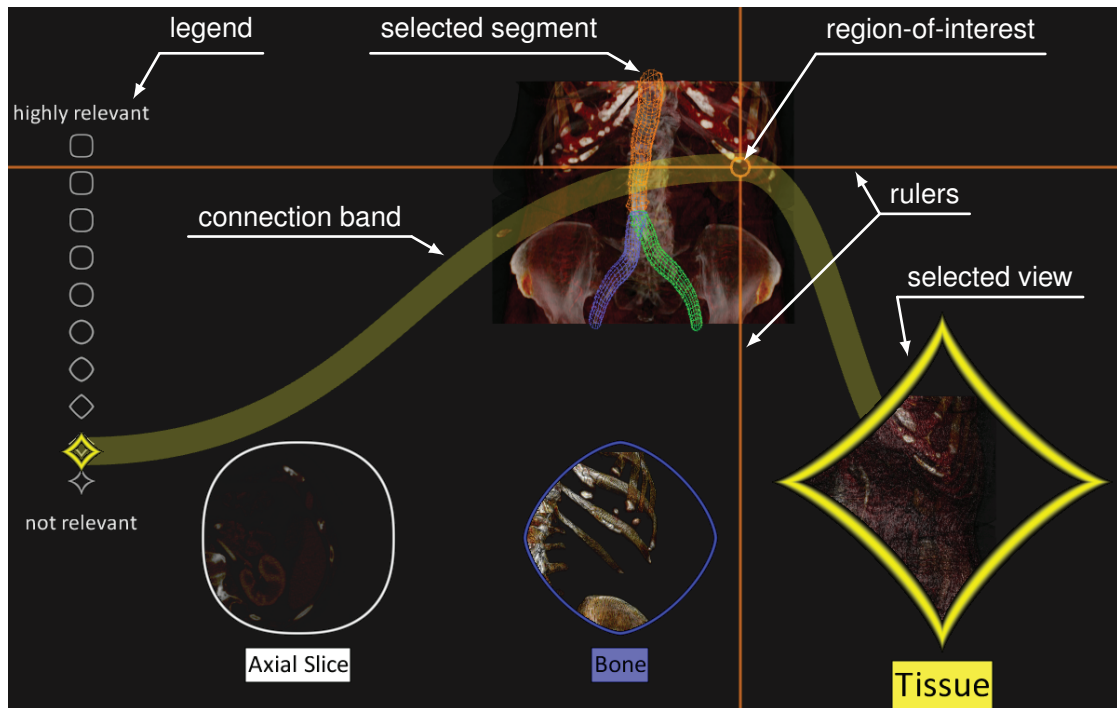 legend
selected segment
region-of-interest
highly relevant
connection band
rulers
selected view
not relevant
Axial Slice
Bone
Tissue